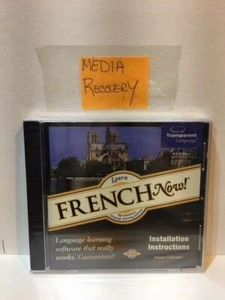 MEDIA
RECOVERY
Transparent
Language
Learn
FRENCH Now!
Language learning
software that really
works. Guaranteed!
Installation
Instructions